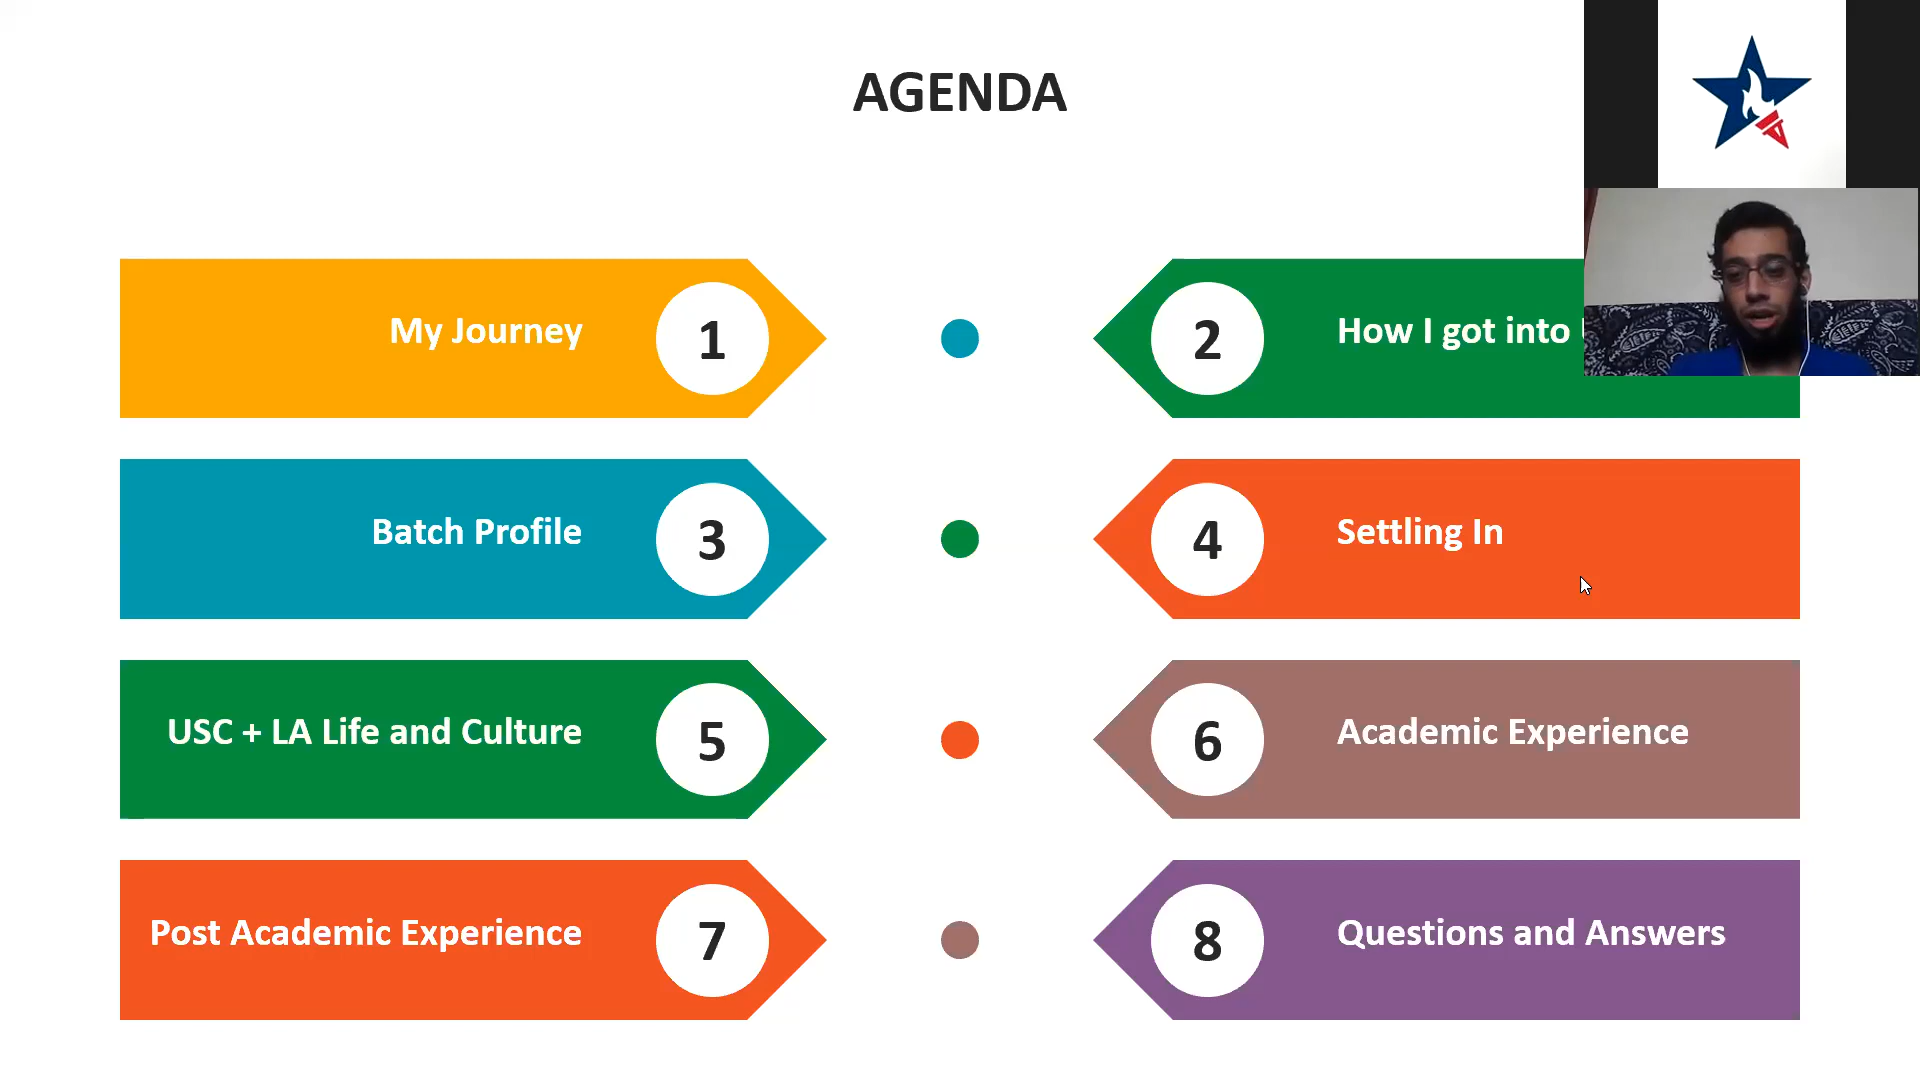 AGENDA
My Journey
1
2
How I got into
Batch Profile
3
4
Settling In
USC + LA Life and Culture
5
6
Academic Experience
Post Academic Experience
7
8
Questions and Answers